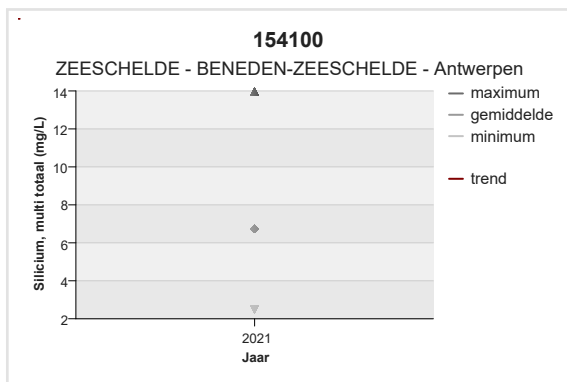 154100
ZEESCHELDE - BENEDEN-ZEESCHELDE - Antwerpen
Silicium, multi totaal (mg/L)
14
12
10
8
6
4
2
2021
Jaar
maximum
gemiddelde
minimum
trend